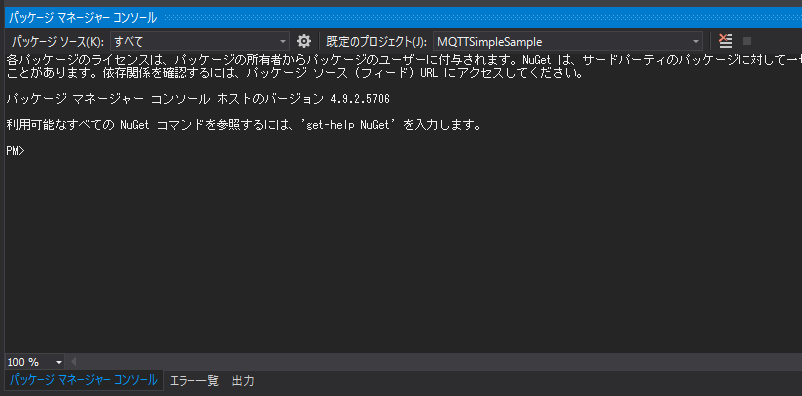 パッケージ マネージャー コンソール
パッケージ ソース(K): すべて 既定のプロジェクト(J): MQTTSimpleSample
各パッケージのライセンスは、パッケージの所有者からパッケージのユーザーに付与されます。NuGet は、サードパーティのパッケージに対して一切
ことがあります。依存関係を確認するには、パッケージ ソース (フィード) URL にアクセスしてください。
パッケージ マネージャー コンソール ホストのバージョン 4.9.2.5706
利用可能なすべての NuGet コマンドを参照するには、'get-help NuGet' を入力します。
PM>
100 %
パッケージ マネージャー コンソール エラー一覧 出力